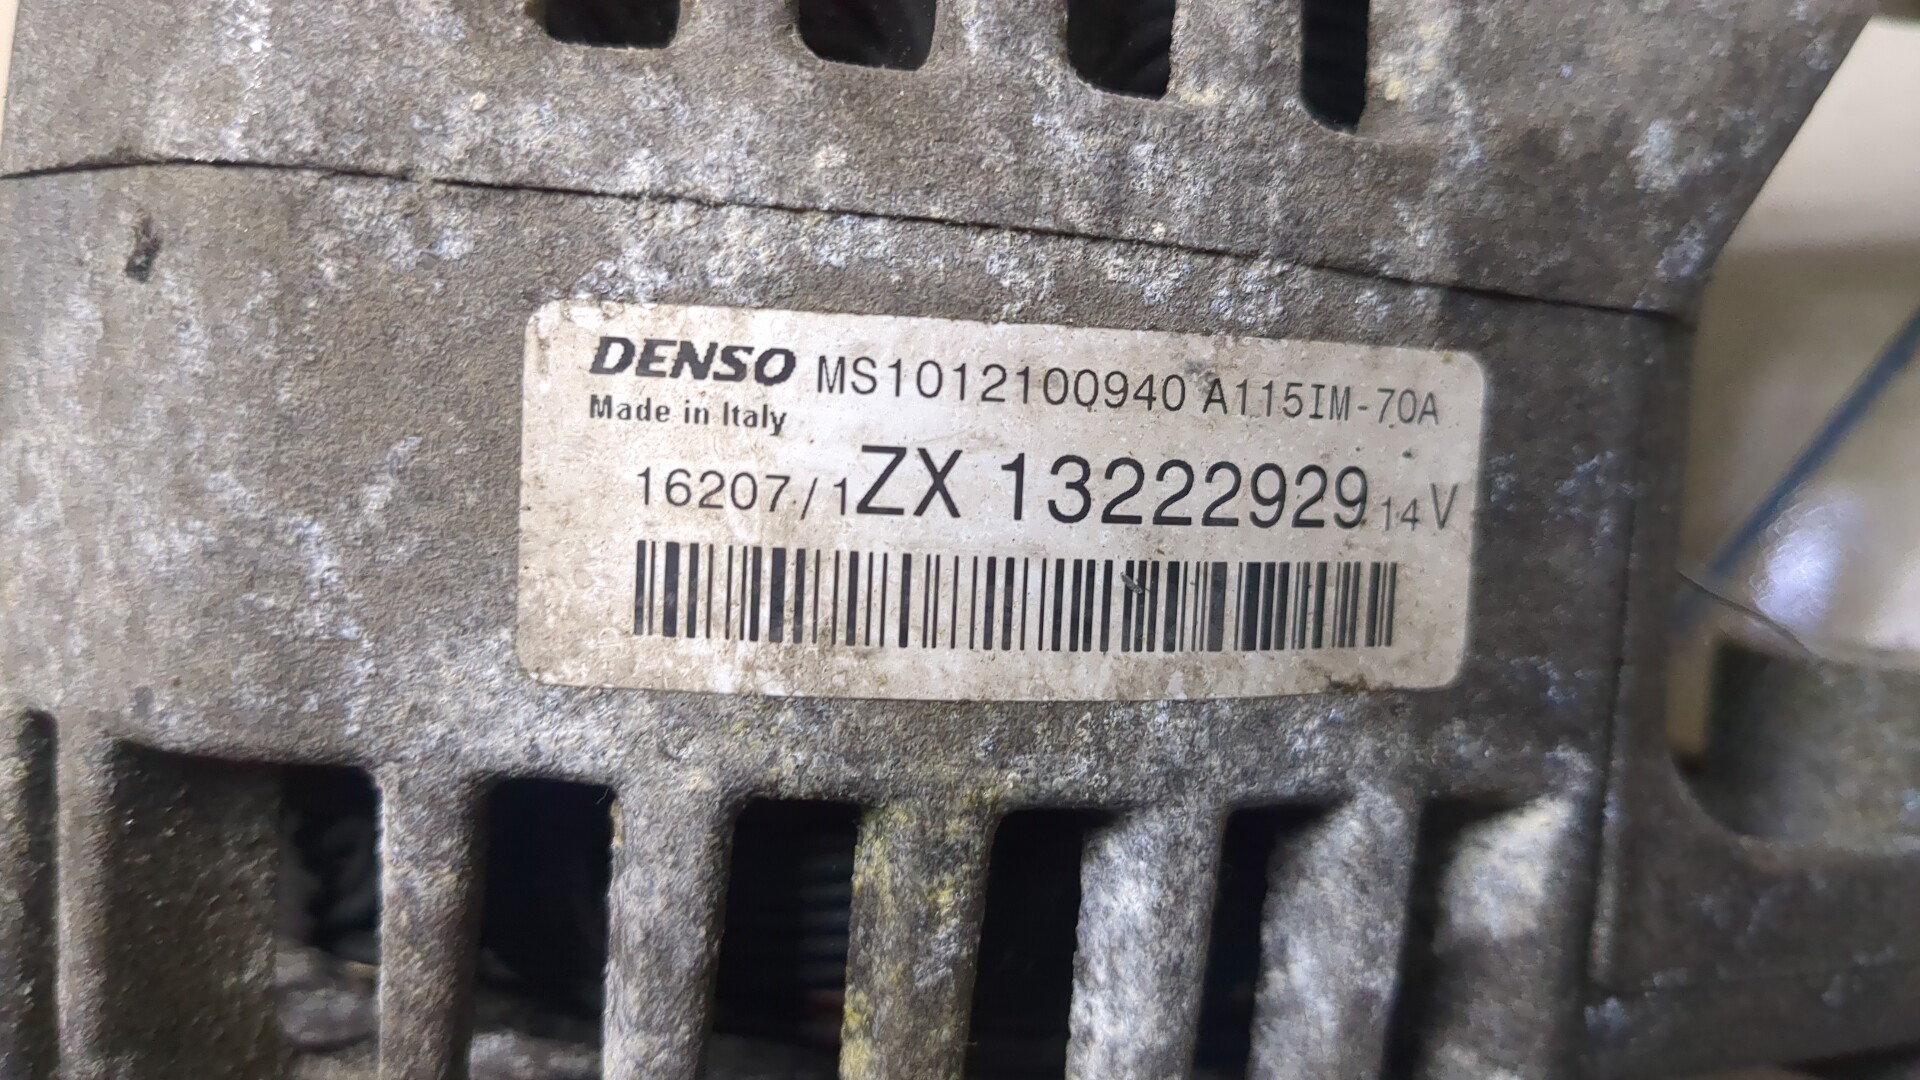 DENSO MS1012100940 A115IM-70A
Made in Italy
16207/1ZX 13222929 14V